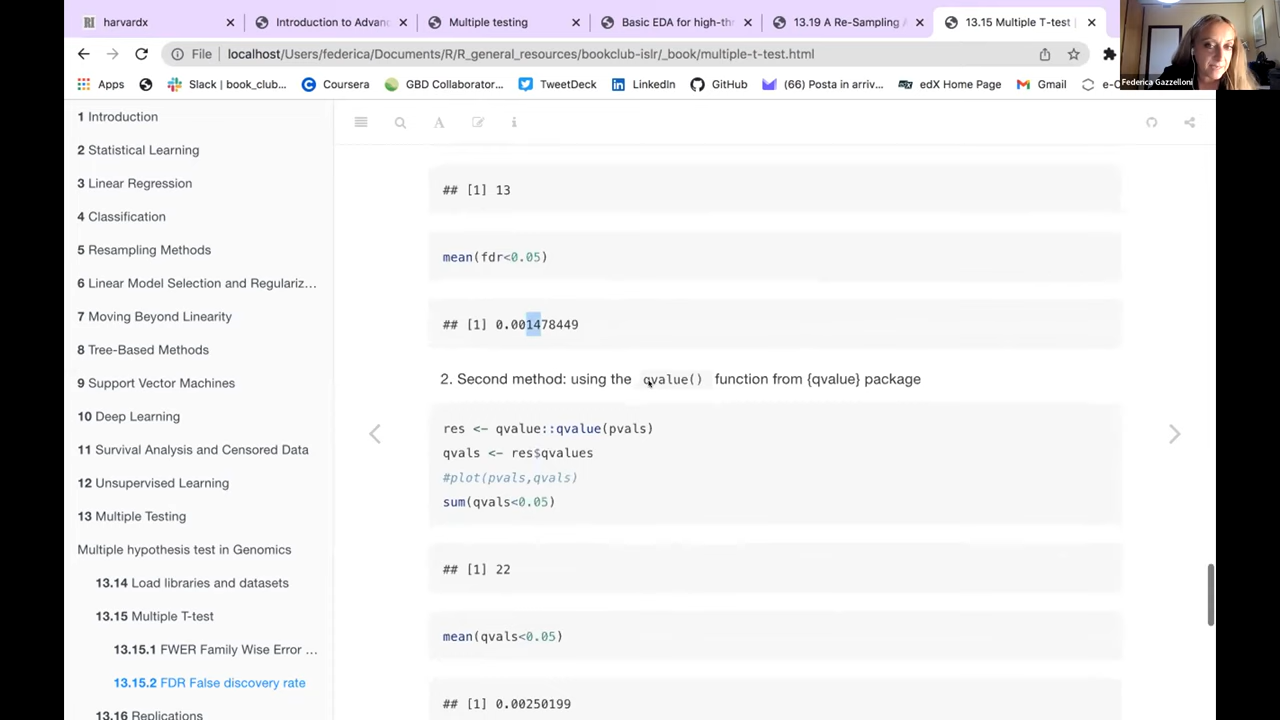 harvardx
Introduction to Advan
Multiple testing
Basic EDA for high-thr
13.19 A Re-Sampling A
13.15 Multiple T-test |
File
localhost/Users/federica/Documents/R/R_general_resources/bookclub-islr/_book/multiple-t-test.html
Federica Gazzelloni
Apps
Slack | book_club...
Coursera
GBD Collaborator...
TweetDeck
LinkedIn
GitHub
(66) Posta in arriv...
edX Home Page
Gmail
e-C
1 Introduction
2 Statistical Learning
3 Linear Regression
4 Classification
5 Resampling Methods
6 Linear Model Selection and Regulariz...
7 Moving Beyond Linearity
8 Tree-Based Methods
9 Support Vector Machines
10 Deep Learning
11 Survival Analysis and Censored Data
12 Unsupervised Learning
13 Multiple Testing
Multiple hypothesis test in Genomics
13.14 Load libraries and datasets
13.15 Multiple T-test
13.15.1 FWER Family Wise Error ...
13.15.2 FDR False discovery rate
13.16 Replications
## [1] 13
mean(fdr<0.05)
## [1] 0.001478449
2. Second method: using the qvalue() function from {qvalue} package
res <- qvalue::qvalue(pvals)
qvals <- res$qvalues
#plot(pvals,qvals)
sum(qvals<0.05)
## [1] 22
mean(qvals<0.05)
## [1] 0.00250199